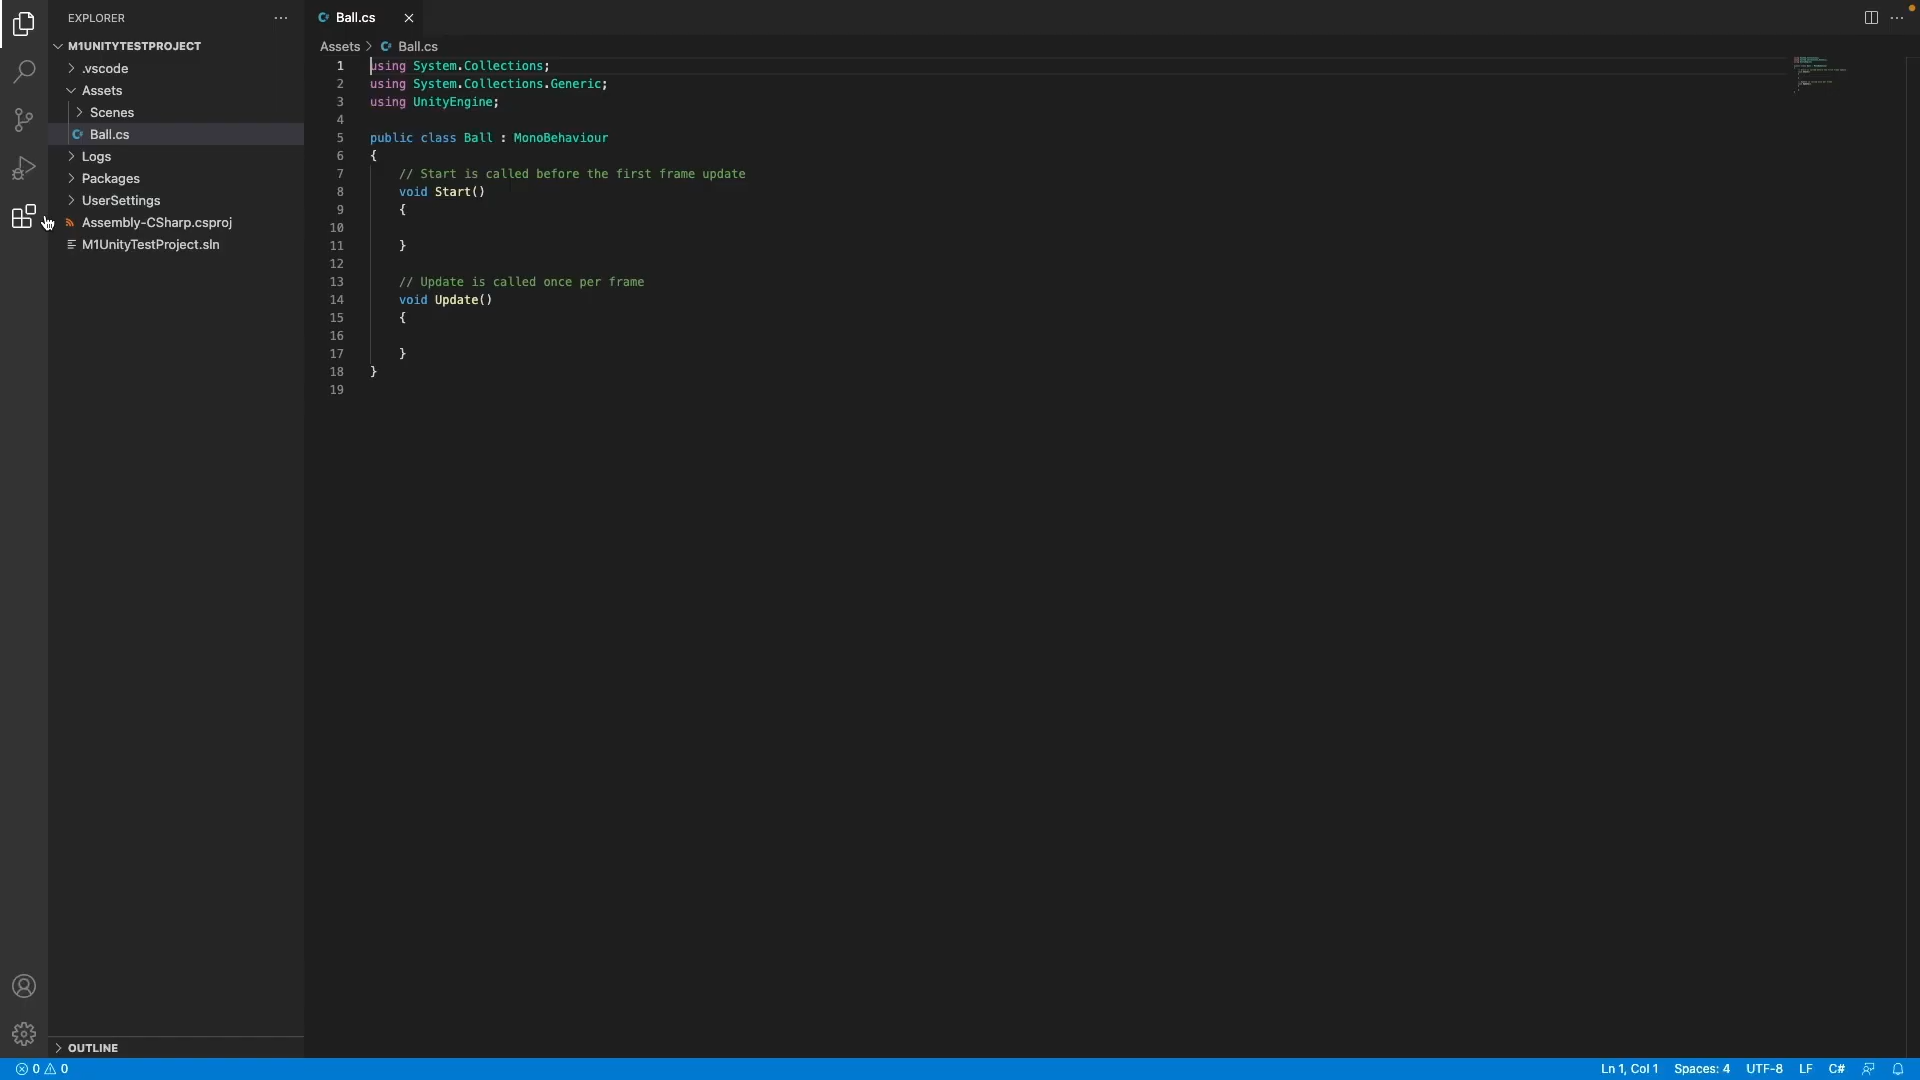 EXPLORER
M1UNITYTESTPROJECT
.vscode
Assets
Scenes
Ball.cs
Logs
Packages
UserSettings
Assembly-CSharp.csproj
M1UnityTestProject.sln
OUTLINE
Ball.cs
Assets > Ball.cs
1 using System.Collections;
2 using System.Collections.Generic;
3 using UnityEngine;
4
5 public class Ball : MonoBehaviour
6 {
7 // Start is called before the first frame update
8 void Start()
9 {
10
11 }
12
13 // Update is called once per frame
14 void Update()
15 {
16
17 }
18 }
19
0 0 Ln 1, Col 1 Spaces: 4 UTF-8 LF C#